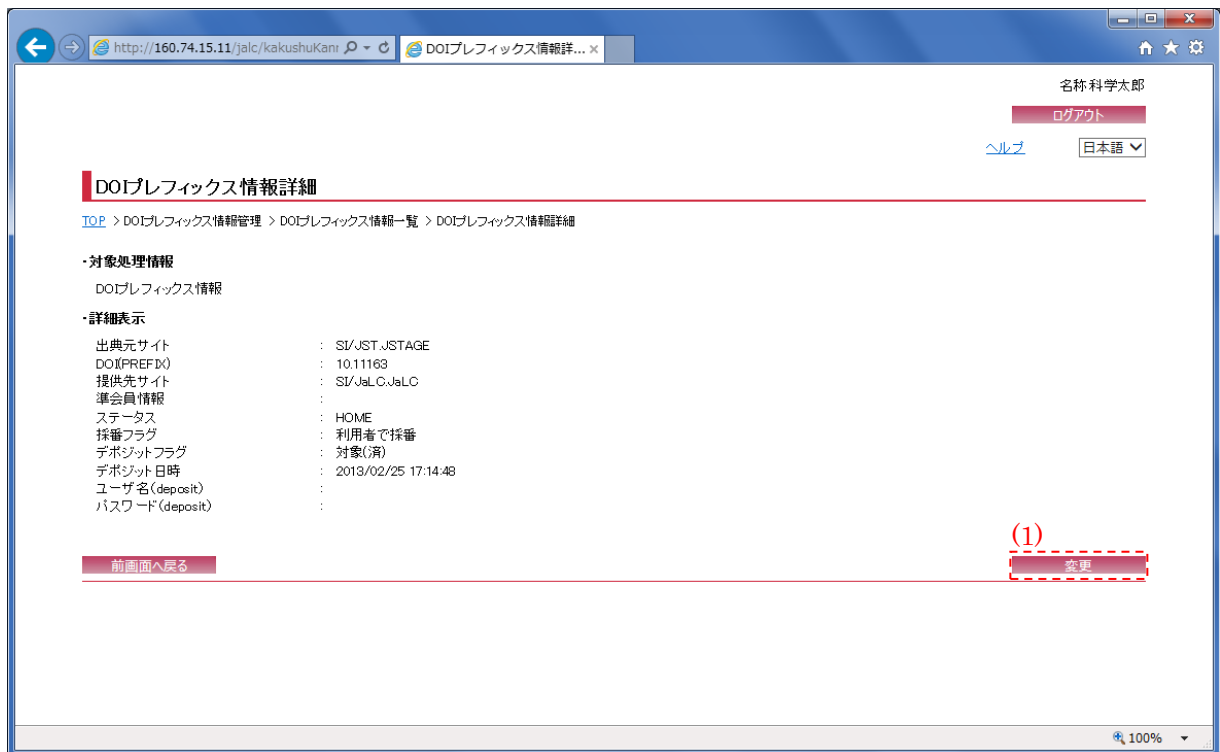 http://160.74.15.11/jalc/kakushuKanı
DOIプレフィックス情報詳...
名称 科学太郎
ログアウト
ヘルプ 日本語
DOIプレフィックス情報詳細
TOP > DOIプレフィックス情報管理 > DOIプレフィックス情報一覧 > DOIプレフィックス情報詳細
・対象処理情報
DOIプレフィックス情報
・詳細表示
出典元サイト : SI/JST.JSTAGE
DOI(PREFIX) : 10.11163
提供先サイト : SI/JaLC.JaLC
準会員情報 :
ステータス : HOME
採番フラグ : 利用者で採番
デポジットフラグ : 対象(済)
デポジット日時 : 2013/02/25 17:14:48
ユーザ名(deposit) :
パスワード(deposit) :
(1)
前画面へ戻る 変更
100%